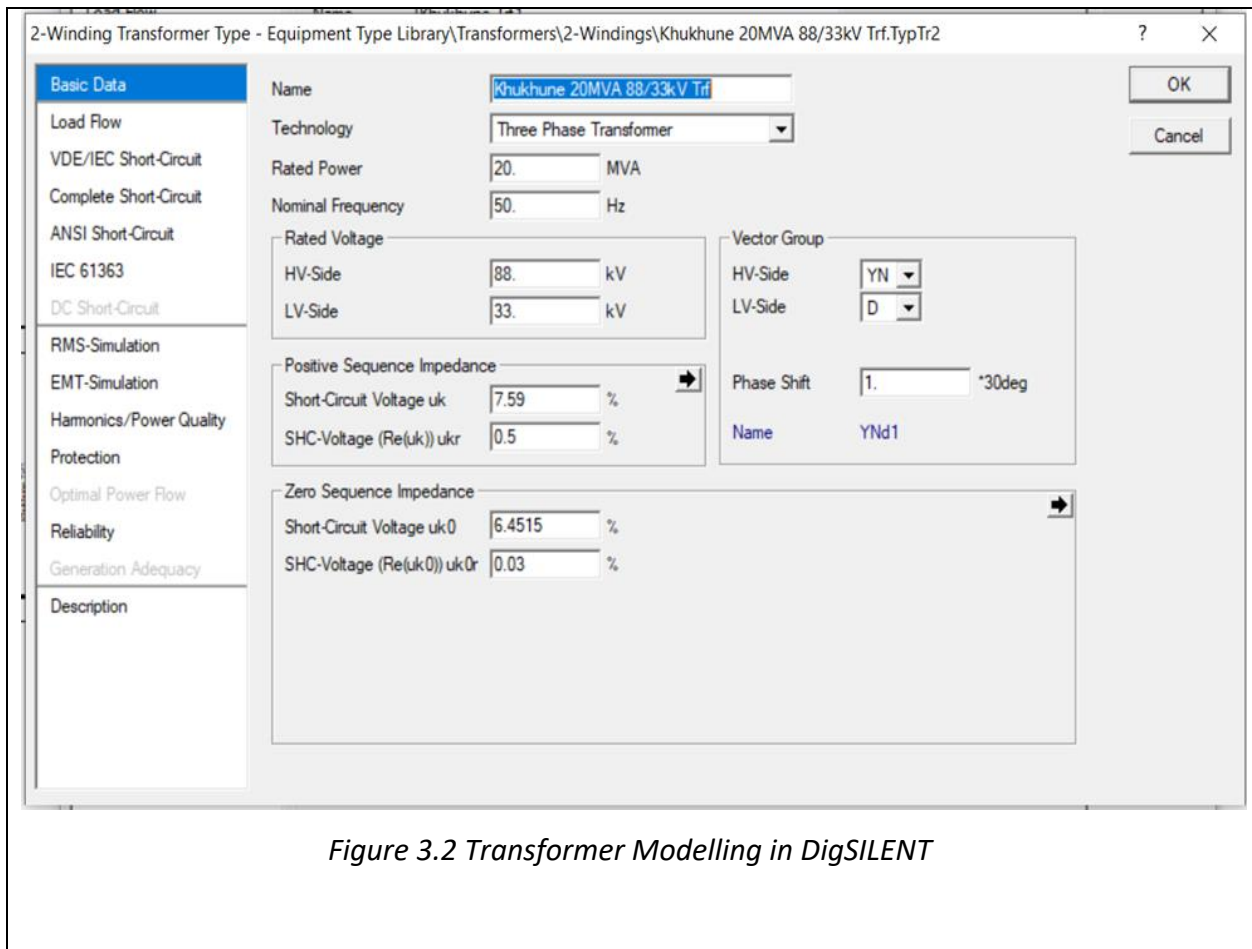 2-Winding Transformer Type - Equipment Type Library\Transformers\2-Windings\Khukhune 20MVA 88/33kV Trf.TypTr2 ? ×
Basic Data
Load Flow
VDE/IEC Short-Circuit
Complete Short-Circuit
ANSI Short-Circuit
IEC 61363
DC Short-Circuit
RMS-Simulation
EMT-Simulation
Harmonics/Power Quality
Protection
Optimal Power Flow
Reliability
Generation Adequacy
Description
Name Khukhune 20MVA 88/33kV Trf
Technology Three Phase Transformer
Rated Power 20. MVA
Nominal Frequency 50. Hz
Rated Voltage
HV-Side 88. kV
LV-Side 33. kV
Vector Group
HV-Side YN
LV-Side D
Phase Shift 1. *30deg
Name YNd1
Positive Sequence Impedance
Short-Circuit Voltage uk 7.59 %
SHC-Voltage (Re(uk)) ukr 0.5 %
Zero Sequence Impedance
Short-Circuit Voltage uk0 6.4515 %
SHC-Voltage (Re(uk0)) uk0r 0.03 %
OK
Cancel
Figure 3.2 Transformer Modelling in DigSILENT